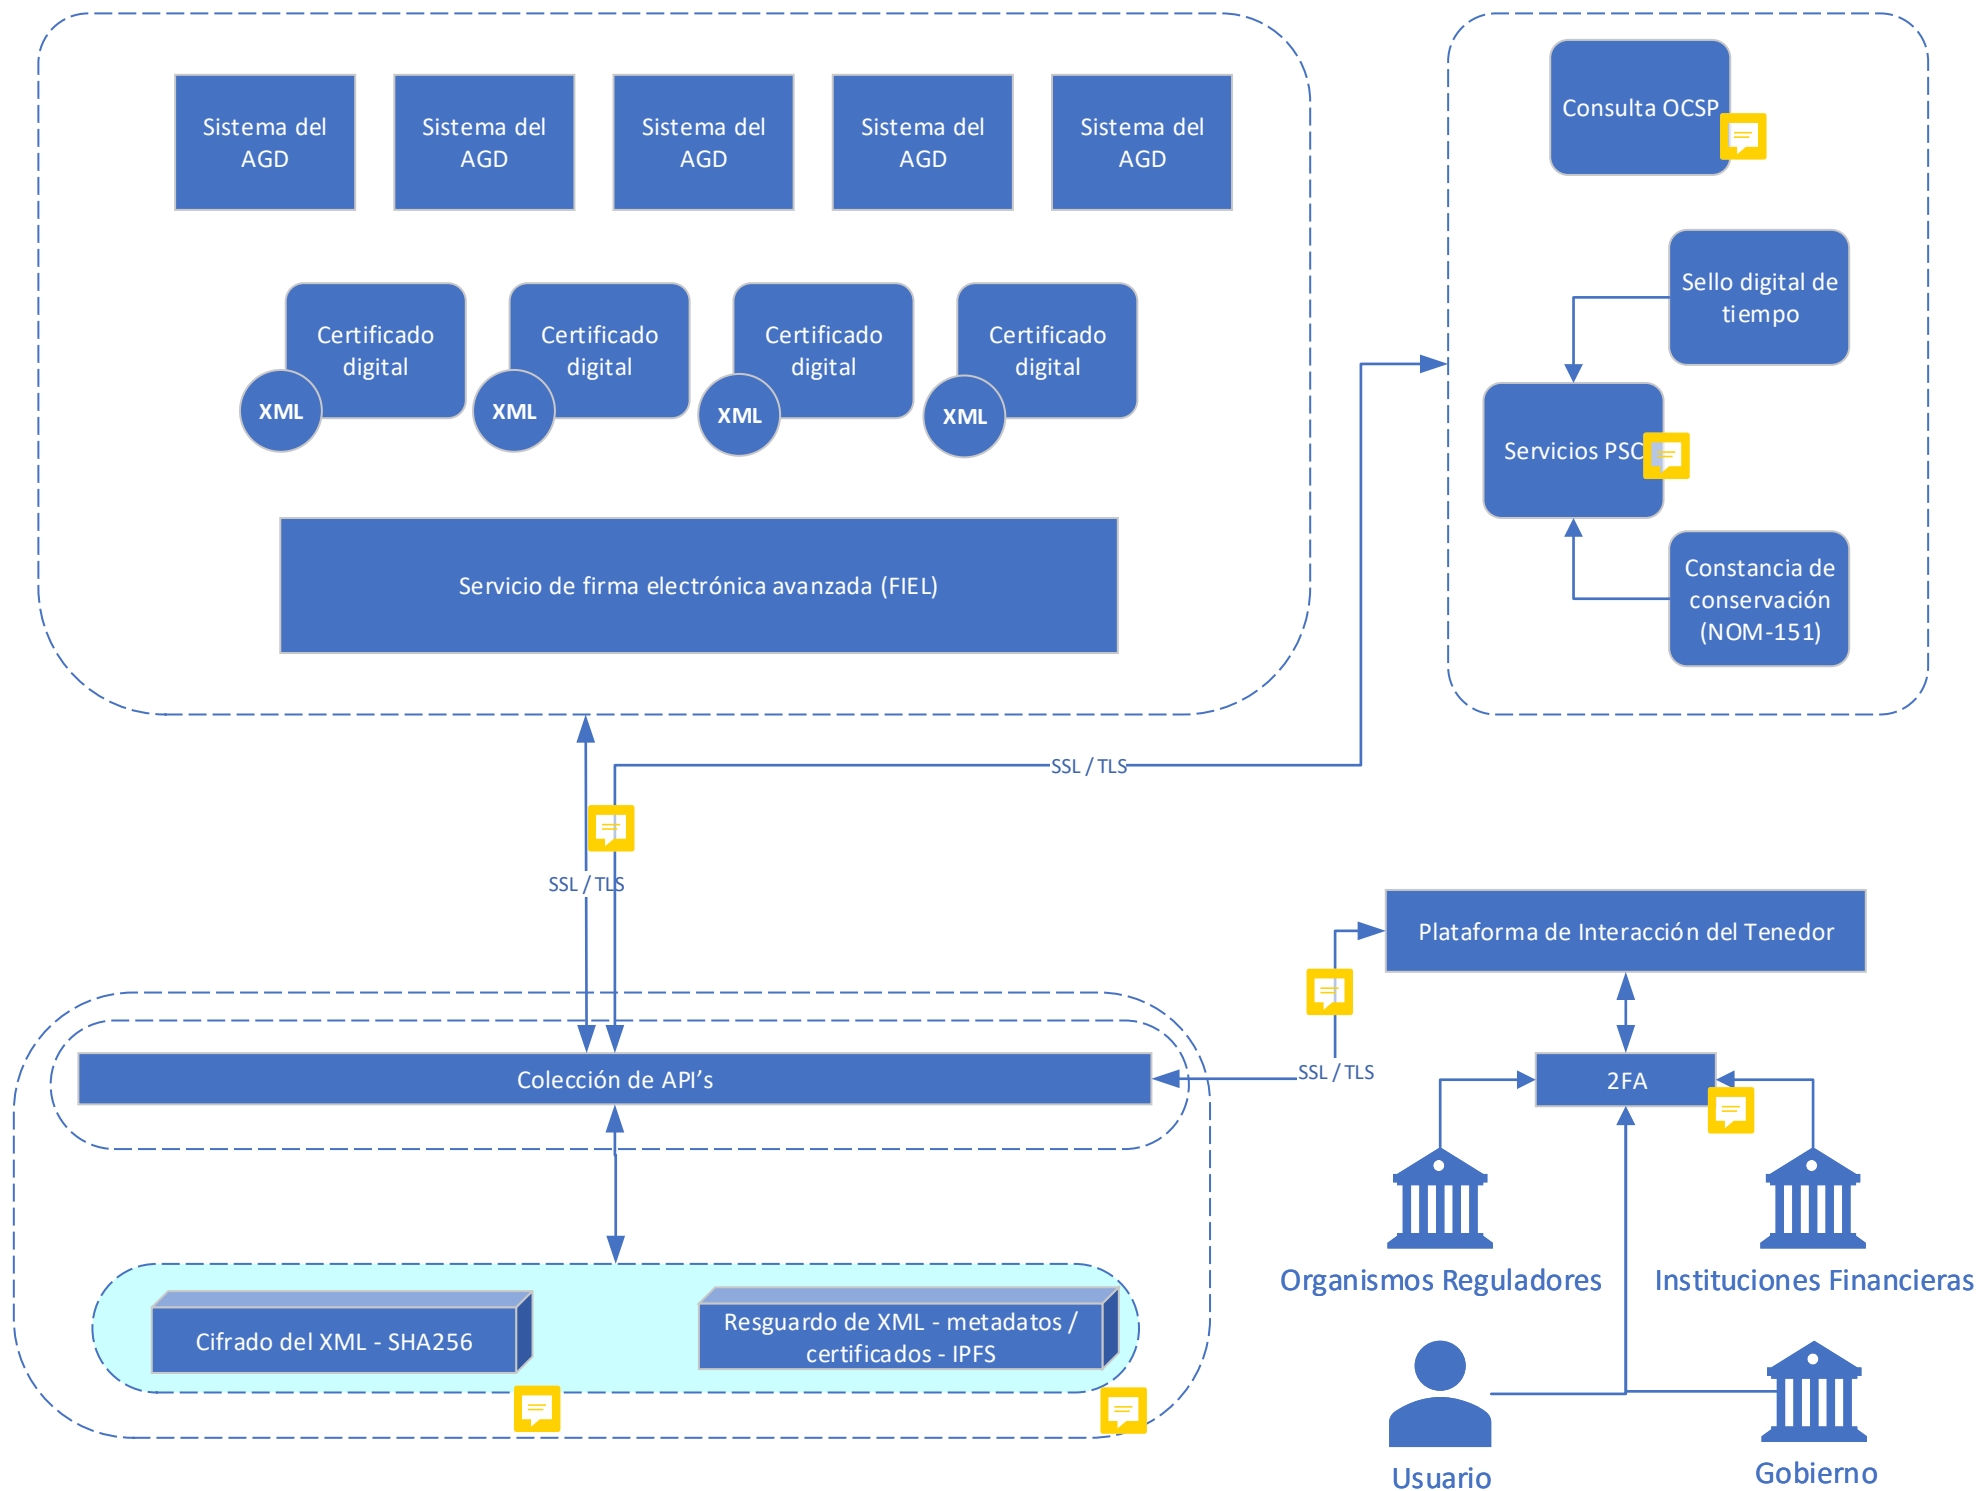 Sistema del
AGD
Sistema del
AGD
Sistema del
AGD
Sistema del
AGD
Sistema del
AGD
Certificado
digital
XML
Certificado
digital
XML
Certificado
digital
XML
Certificado
digital
XML
Servicio de firma electrónica avanzada (FIEL)
Consulta OCSP
Sello digital de
tiempo
Servicios PSC
Constancia de
conservación
(NOM-151)
SSL / TLS
SSL / TLS
Plataforma de Interacción del Tenedor
SSL / TLS
Colección de API’s
2FA
Organismos Reguladores
Instituciones Financieras
Cifrado del XML - SHA256
Resguardo de XML - metadatos /
certificados - IPFS
Usuario
Gobierno